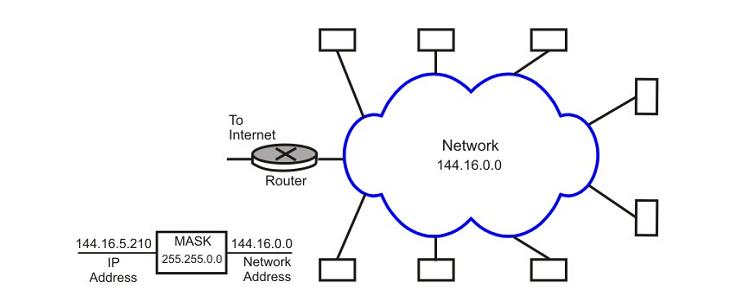 To
Internet
Router
Network
144.16.0.0
144.16.5.210
IP
Address
MASK
255.255.0.0
144.16.0.0
Network
Address